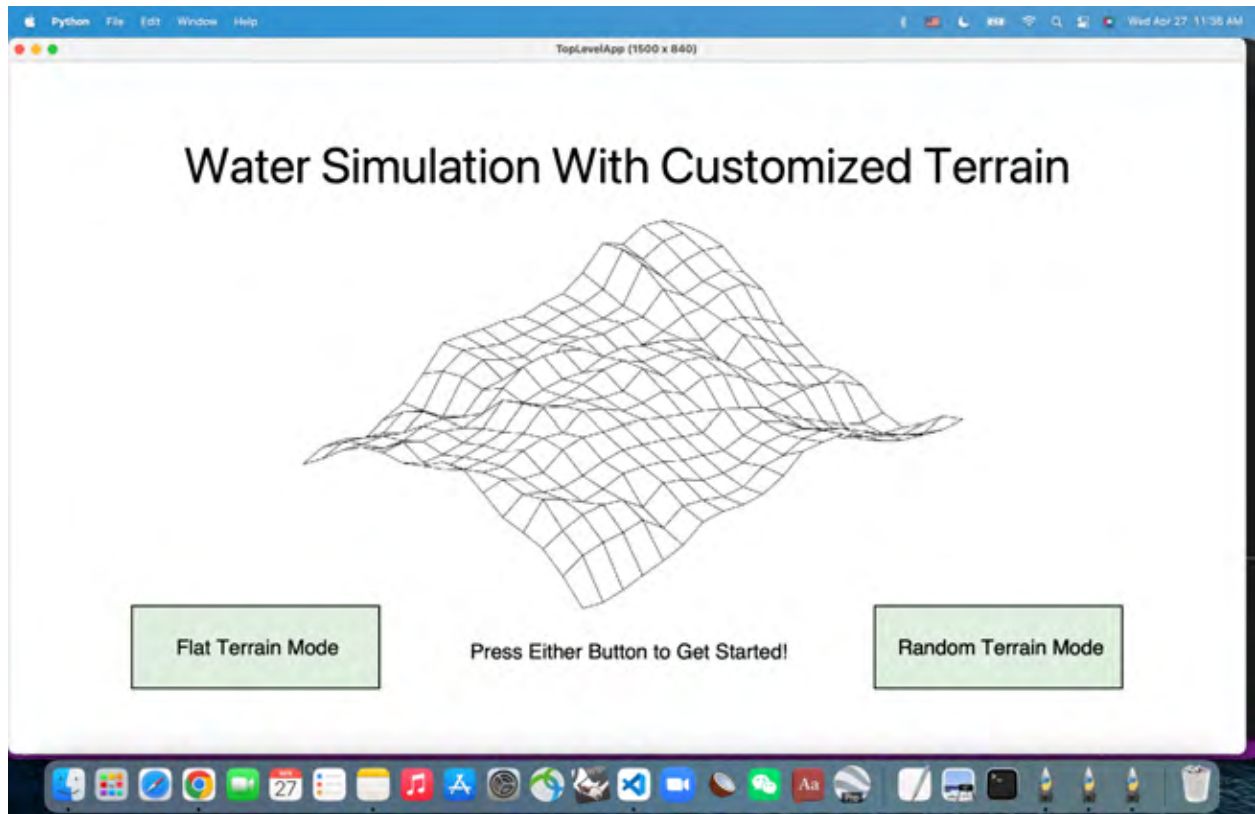 Python File Edit Window Help
Wed Apr 27 11:36 AM
TopLevelApp (1500 x 840)
Water Simulation With Customized Terrain
Flat Terrain Mode
Press Either Button to Get Started!
Random Terrain Mode
27
Aa